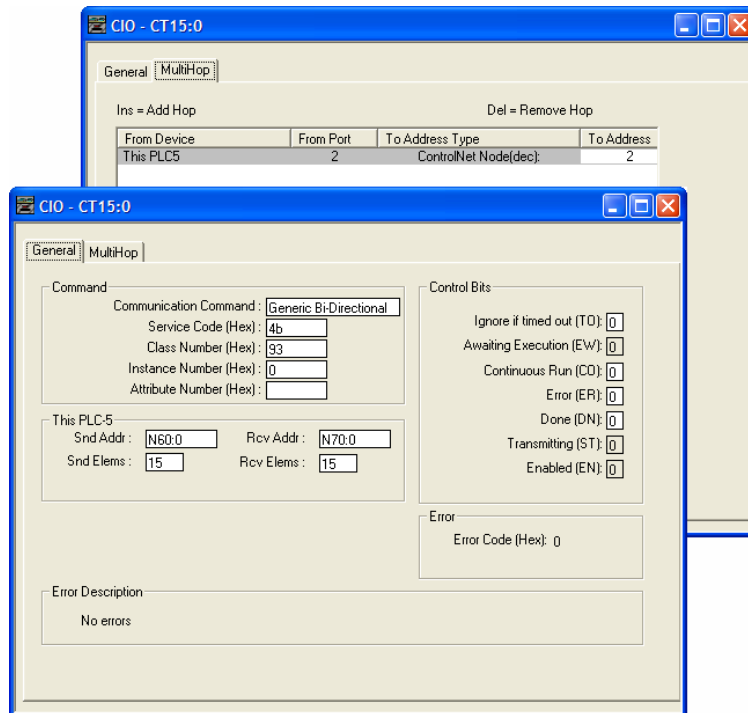 CIO - CT15:0
General MultiHop
Ins = Add Hop Del = Remove Hop
From Device From Port To Address Type To Address
This PLC5 2 ControlNet Node(dec): 2
CIO - CT15:0
General MultiHop
Command
Communication Command : Generic Bi-Directional
Service Code (Hex) : 4b
Class Number (Hex) : 93
Instance Number (Hex) : 0
Attribute Number (Hex) :
This PLC-5
Snd Addr : N60:0 Rcv Addr : N70:0
Snd Elems : 15 Rcv Elems : 15
Control Bits
Ignore if timed out (TO): 0
Awaiting Execution (EW): 0
Continuous Run (CO): 0
Error (ER): 0
Done (DN): 0
Transmitting (ST): 0
Enabled (EN): 0
Error
Error Code (Hex): 0
Error Description
No errors